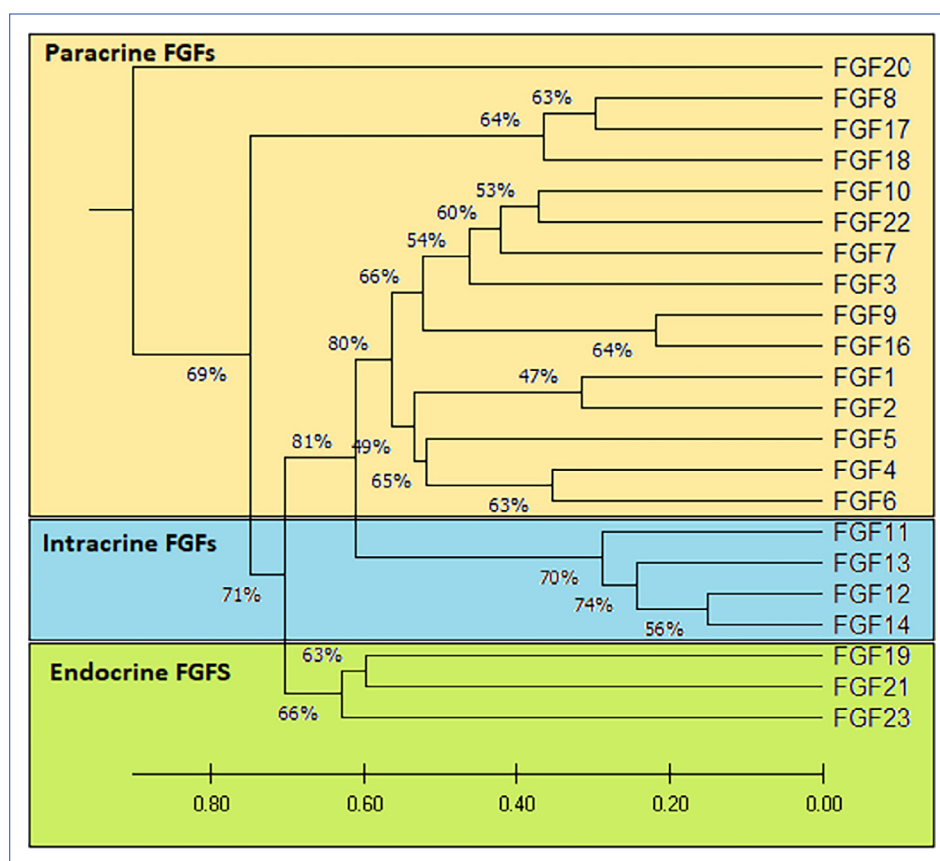 Paracrine FGFs
FGF20
63%
FGF8
64%
FGF17
FGF18
53%
FGF10
60%
FGF22
54%
FGF7
66%
FGF3
FGF9
80%
64%
FGF16
69%
47%
FGF1
FGF2
81%
49%
FGF5
65%
FGF4
63%
FGF6
Intracrine FGFs
FGF11
70%
FGF13
71%
74%
FGF12
56%
FGF14
Endocrine FGFS
63%
FGF19
FGF21
66%
FGF23
0.80 0.60 0.40 0.20 0.00